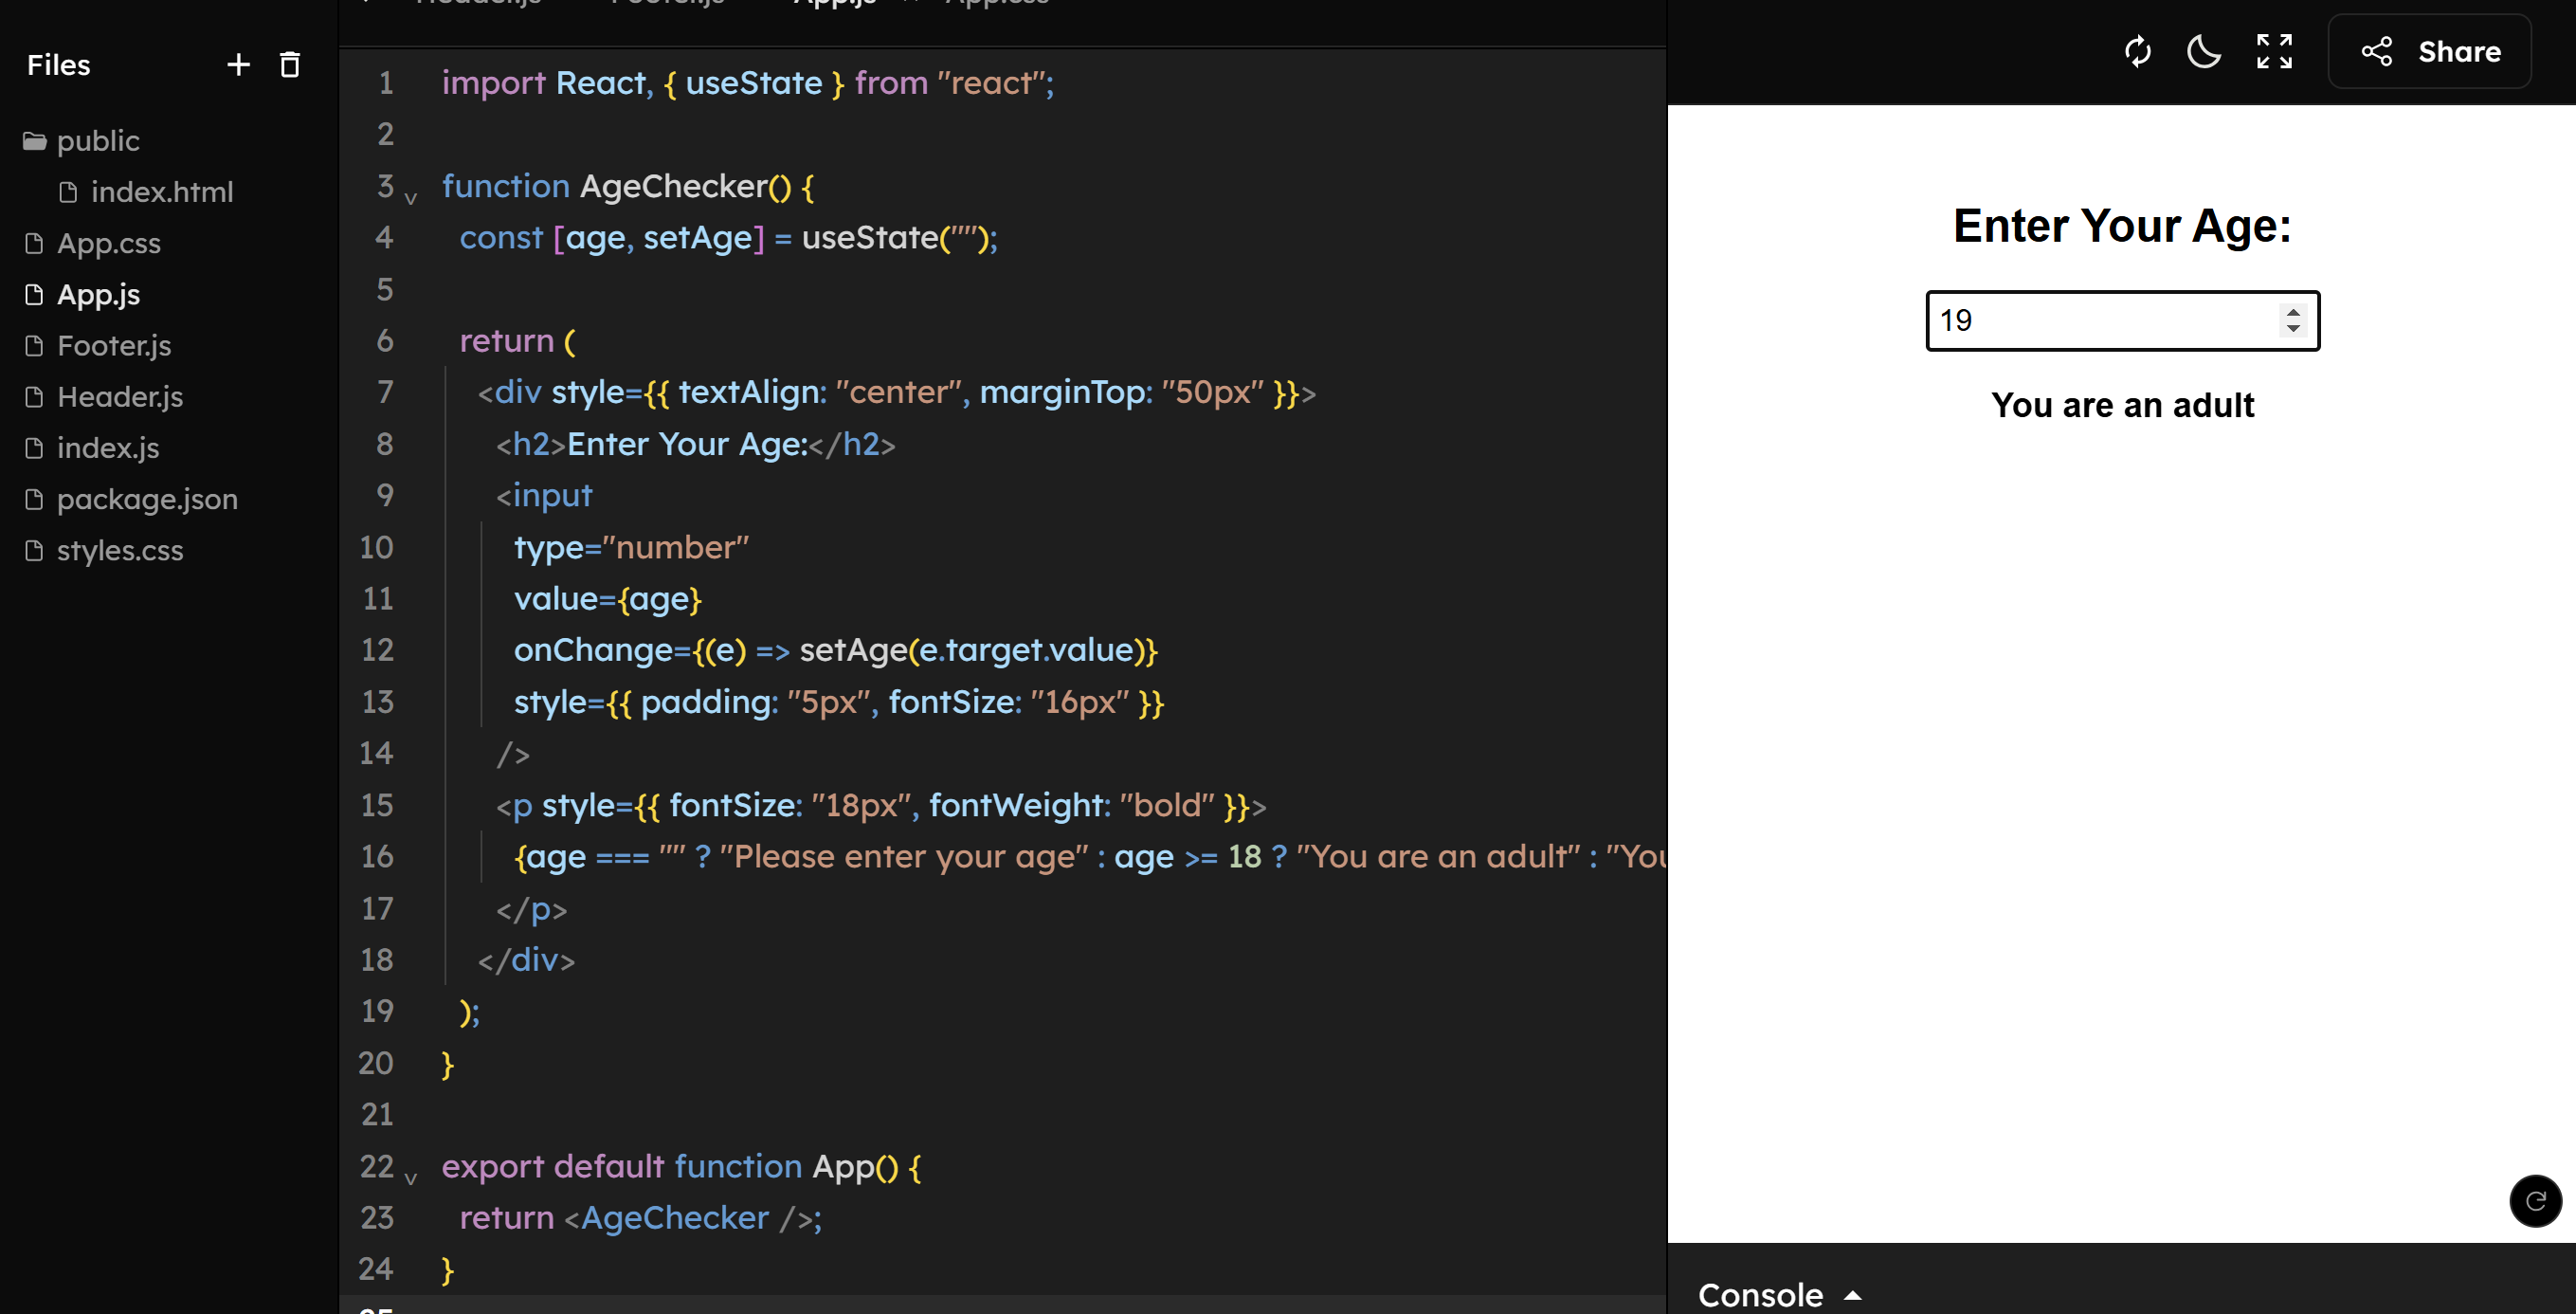 Files
public
index.html
App.css
App.js
Footer.js
Header.js
index.js
package.json
styles.css
Header.js Footer.js App.js App.css
1 import React, { useState } from "react";
2
3 function AgeChecker() {
4 const [age, setAge] = useState("");
5
6 return (
7 <div style={{ textAlign: "center", marginTop: "50px" }}>
8 <h2>Enter Your Age:</h2>
9 <input
10 type="number"
11 value={age}
12 onChange={(e) => setAge(e.target.value)}
13 style={{ padding: "5px", fontSize: "16px" }}
14 />
15 <p style={{ fontSize: "18px", fontWeight: "bold" }}>
16 {age === "" ? "Please enter your age" : age >= 18 ? "You are an adult" : "You
17 </p>
18 </div>
19 );
20 }
21
22 export default function App() {
23 return <AgeChecker />;
24 }
25
Share
Enter Your Age:
19
You are an adult
Console